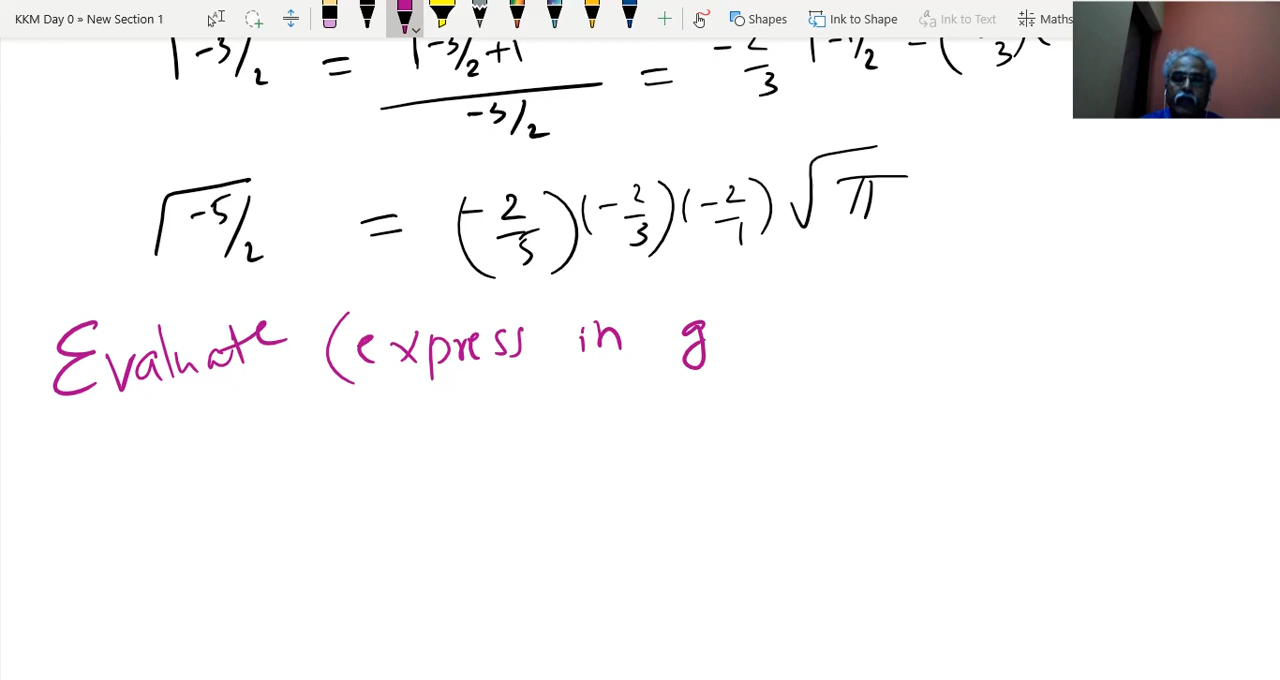 KKM Day 0 » New Section 1
Shapes Ink to Shape Ink to Text Maths
Γ-3/2 = Γ-3/2+1 / -3/2 = -2/3 Γ-1/2 = (
Γ-5/2 = (-2/5)(-2/3)(-2/1)√π
Evaluate (express in g